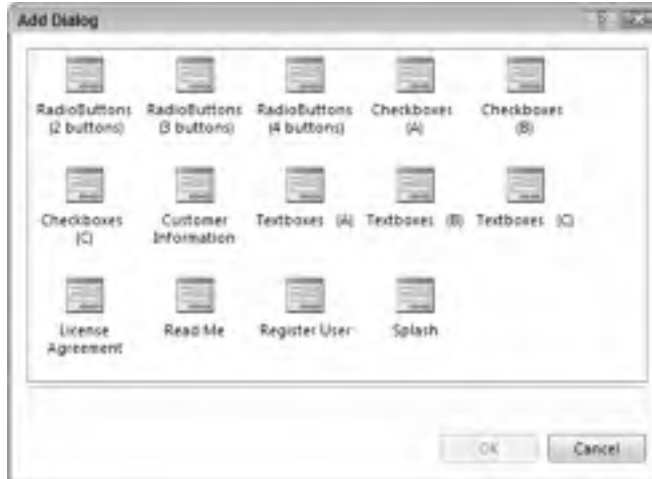 Add Dialog
RadioButtons RadioButtons RadioButtons Checkboxes Checkboxes
(2 buttons) (3 buttons) (4 buttons) (A) (B)
Checkboxes Customer Textboxes (A) Textboxes (B) Textboxes (C)
(C) Information
License Read Me Register User Splash
Agreement
OK Cancel